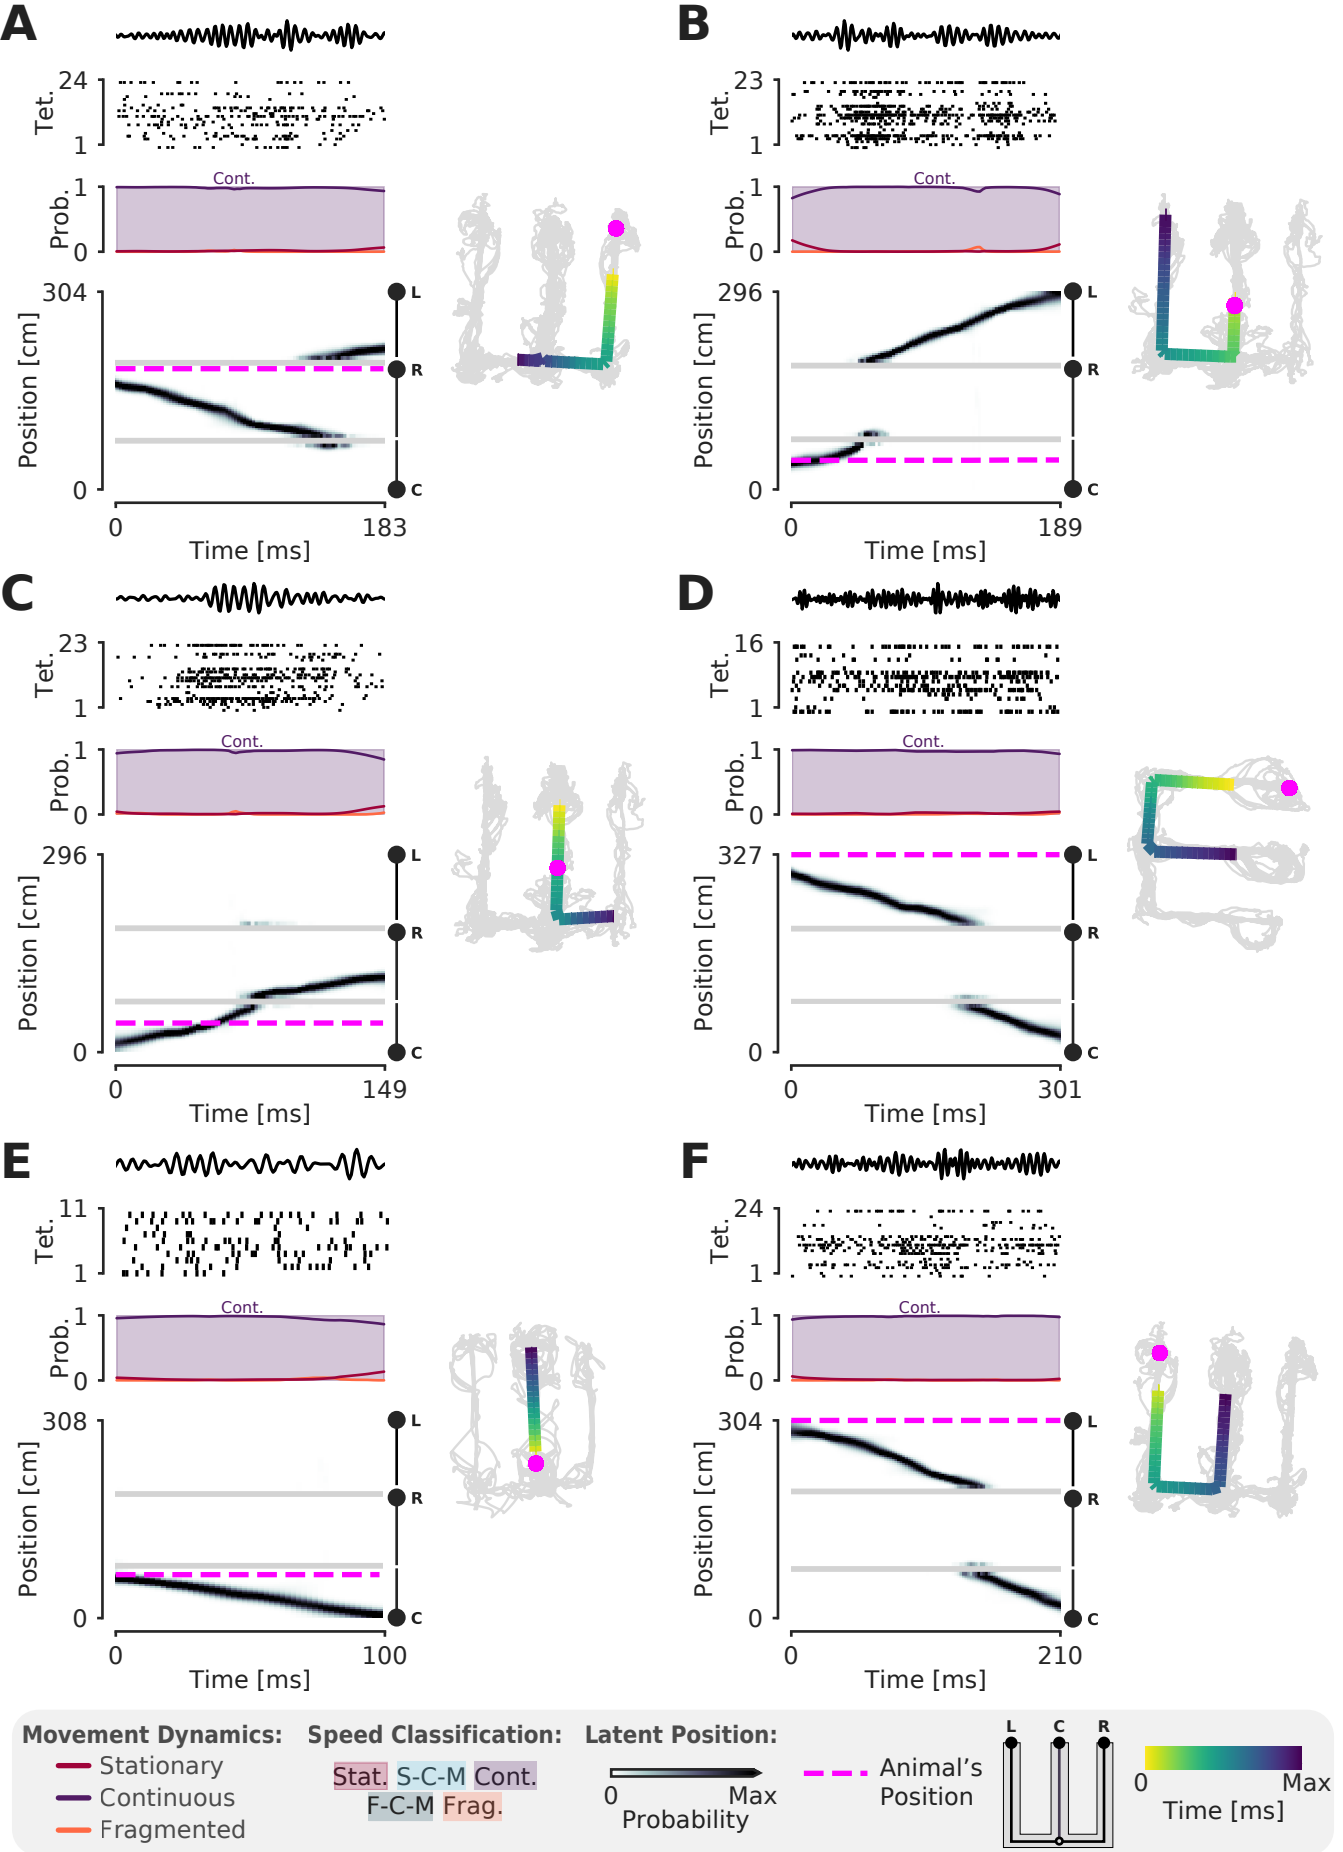 A
24
Tet.
1
Cont.
1
Prob.
0
304
L
Position [cm]
R
0
C
0
183
Time [ms]
B
23
Tet.
1
Cont.
1
Prob.
0
296
L
Position [cm]
R
0
C
0
189
Time [ms]
C
23
Tet.
1
Cont.
1
Prob.
0
296
L
Position [cm]
R
0
C
0
149
Time [ms]
D
16
Tet.
1
Cont.
1
Prob.
0
327
L
Position [cm]
R
0
C
0
301
Time [ms]
E
11
Tet.
1
Cont.
1
Prob.
0
308
L
Position [cm]
R
0
C
0
100
Time [ms]
F
24
Tet.
1
Cont.
1
Prob.
0
304
L
Position [cm]
R
0
C
0
210
Time [ms]
Movement Dynamics:
Stationary
Continuous
Fragmented
Speed Classification:
Stat. S-C-M Cont.
F-C-M Frag.
Latent Position:
0 Max
Probability
Animal's
Position
L C R
0 Max
Time [ms]